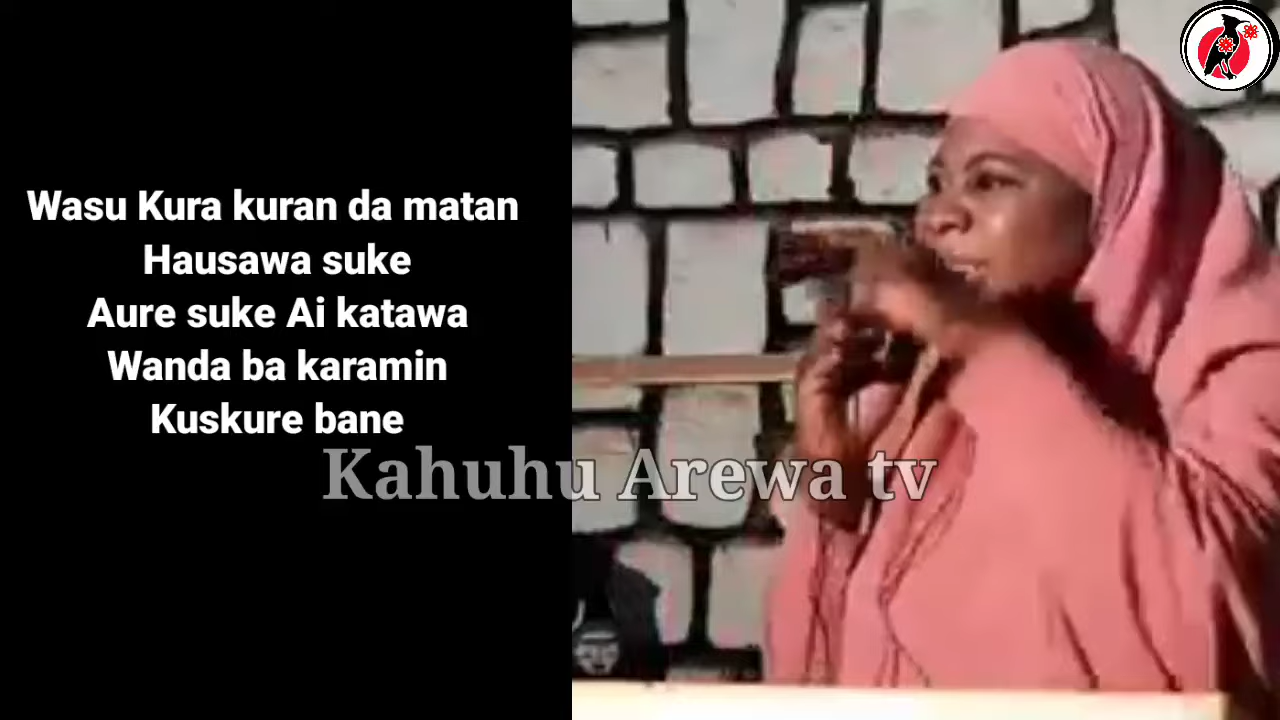 Wasu Kura kuran da matan
Hausawa suke
Aure suke Ai katawa
Wanda ba karamin
Kuskure bane
Kahuhu Arewa tv